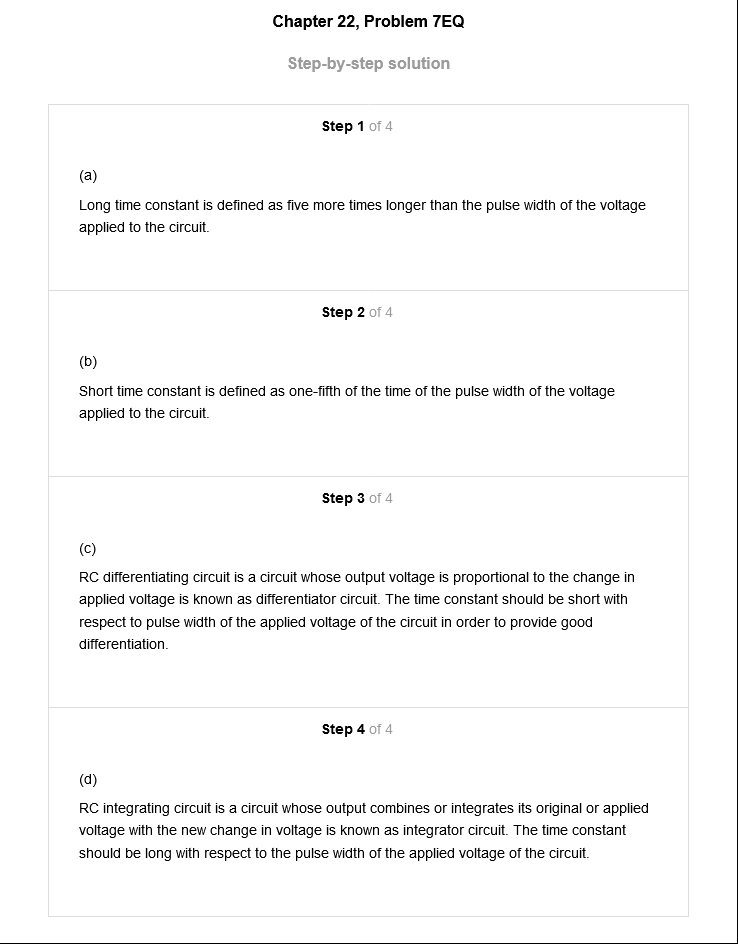 Chapter 22, Problem 7EQ
Step-by-step solution
Step 1 of 4
(a)
Long time constant is defined as five more times longer than the pulse width of the voltage
applied to the circuit.
Step 2 of 4
(b)
Short time constant is defined as one-fifth of the time of the pulse width of the voltage
applied to the circuit.
Step 3 of 4
(c)
RC differentiating circuit is a circuit whose output voltage is proportional to the change in
applied voltage is known as differentiator circuit. The time constant should be short with
respect to pulse width of the applied voltage of the circuit in order to provide good
differentiation.
Step 4 of 4
(d)
RC integrating circuit is a circuit whose output combines or integrates its original or applied
voltage with the new change in voltage is known as integrator circuit. The time constant
should be long with respect to the pulse width of the applied voltage of the circuit.